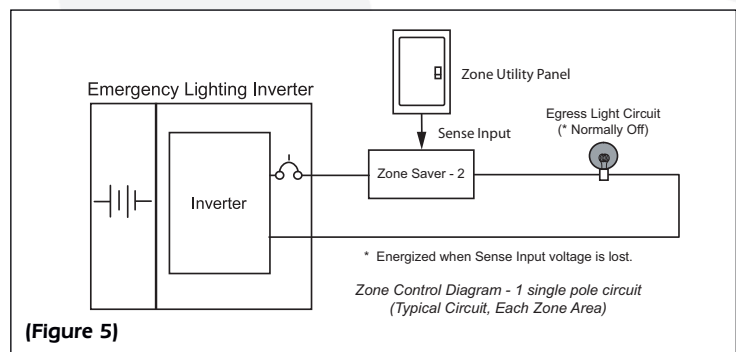 Emergency Lighting Inverter
Inverter
Zone Utility Panel
Sense Input
Zone Saver - 2
Egress Light Circuit
(* Normally Off)
* Energized when Sense Input voltage is lost.
Zone Control Diagram - 1 single pole circuit
(Typical Circuit, Each Zone Area)
(Figure 5)